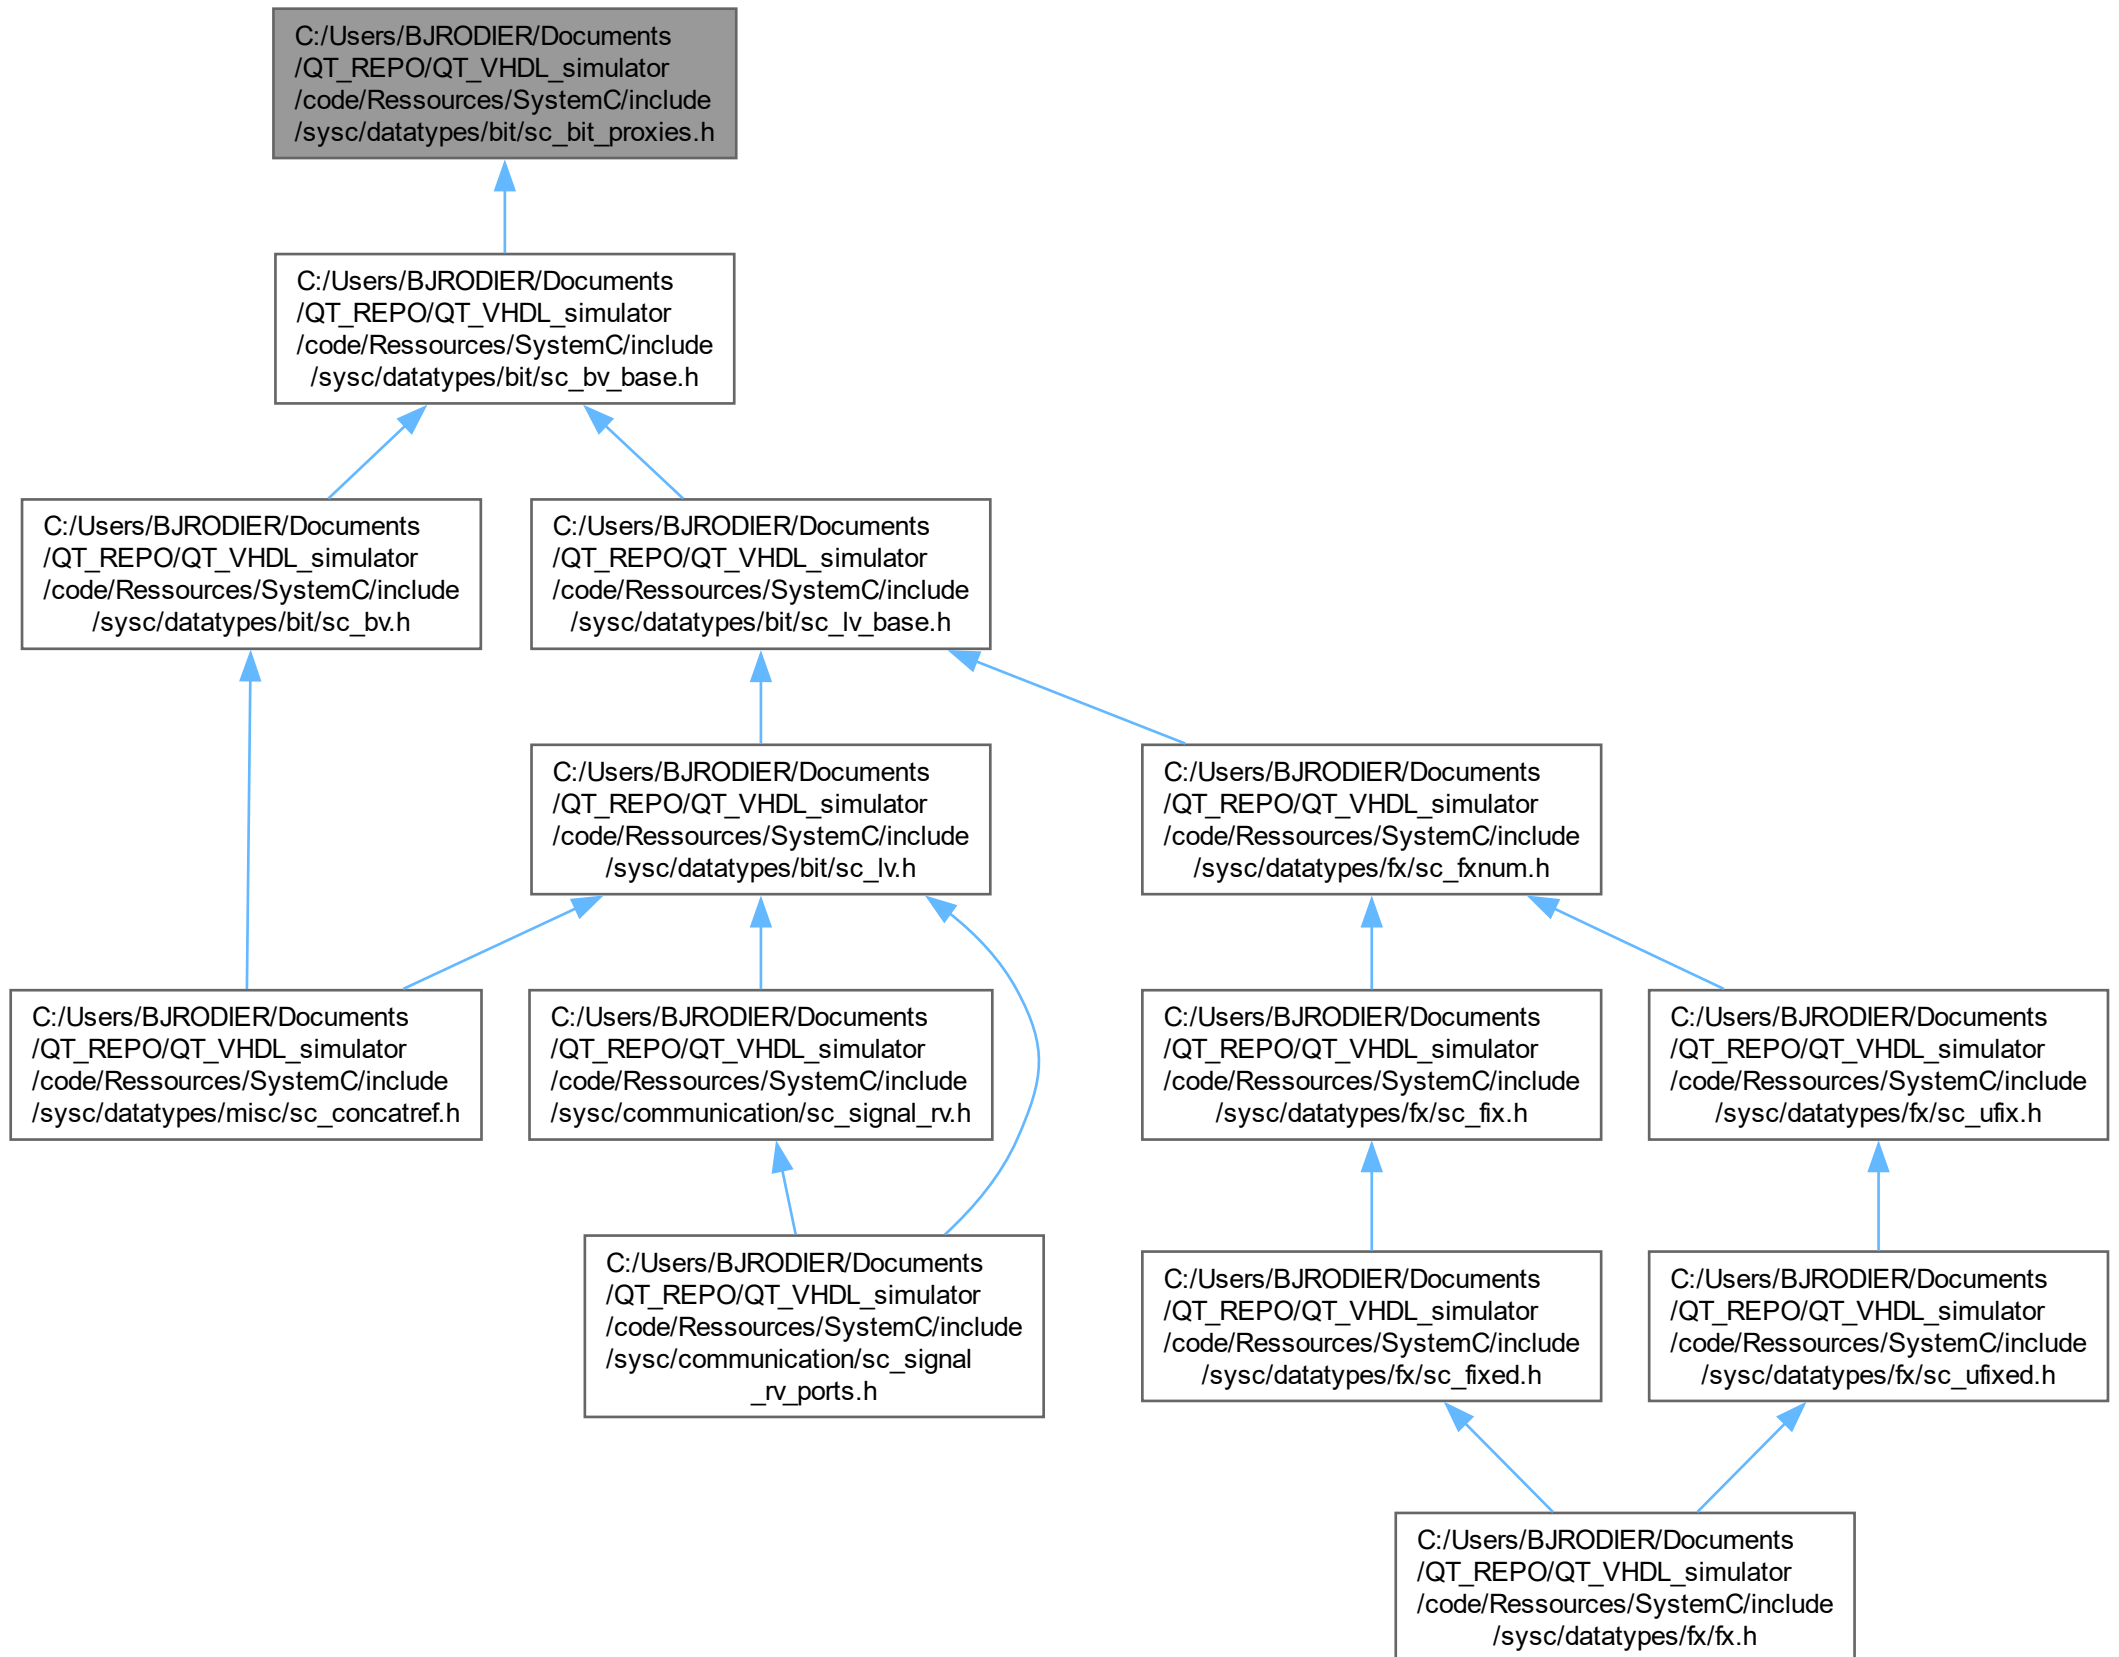 C:/Users/BJRODIER/Documents
/QT_REPO/QT_VHDL_simulator
/code/Ressources/SystemC/include
/sysc/datatypes/bit/sc_bit_proxies.h
C:/Users/BJRODIER/Documents
/QT_REPO/QT_VHDL_simulator
/code/Ressources/SystemC/include
/sysc/datatypes/bit/sc_bv_base.h
C:/Users/BJRODIER/Documents
/QT_REPO/QT_VHDL_simulator
/code/Ressources/SystemC/include
/sysc/datatypes/bit/sc_bv.h
C:/Users/BJRODIER/Documents
/QT_REPO/QT_VHDL_simulator
/code/Ressources/SystemC/include
/sysc/datatypes/bit/sc_lv_base.h
C:/Users/BJRODIER/Documents
/QT_REPO/QT_VHDL_simulator
/code/Ressources/SystemC/include
/sysc/datatypes/bit/sc_lv.h
C:/Users/BJRODIER/Documents
/QT_REPO/QT_VHDL_simulator
/code/Ressources/SystemC/include
/sysc/datatypes/fx/sc_fxnum.h
C:/Users/BJRODIER/Documents
/QT_REPO/QT_VHDL_simulator
/code/Ressources/SystemC/include
/sysc/datatypes/misc/sc_concatref.h
C:/Users/BJRODIER/Documents
/QT_REPO/QT_VHDL_simulator
/code/Ressources/SystemC/include
/sysc/communication/sc_signal_rv.h
C:/Users/BJRODIER/Documents
/QT_REPO/QT_VHDL_simulator
/code/Ressources/SystemC/include
/sysc/datatypes/fx/sc_fix.h
C:/Users/BJRODIER/Documents
/QT_REPO/QT_VHDL_simulator
/code/Ressources/SystemC/include
/sysc/datatypes/fx/sc_ufix.h
C:/Users/BJRODIER/Documents
/QT_REPO/QT_VHDL_simulator
/code/Ressources/SystemC/include
/sysc/communication/sc_signal
_rv_ports.h
C:/Users/BJRODIER/Documents
/QT_REPO/QT_VHDL_simulator
/code/Ressources/SystemC/include
/sysc/datatypes/fx/sc_fixed.h
C:/Users/BJRODIER/Documents
/QT_REPO/QT_VHDL_simulator
/code/Ressources/SystemC/include
/sysc/datatypes/fx/sc_ufixed.h
C:/Users/BJRODIER/Documents
/QT_REPO/QT_VHDL_simulator
/code/Ressources/SystemC/include
/sysc/datatypes/fx/fx.h